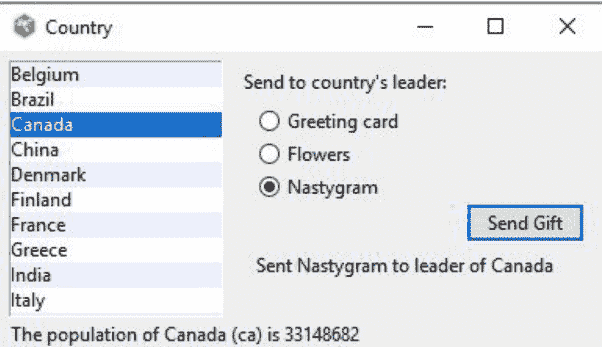 Country
Belgium
Brazil
Canada
China
Denmark
Finland
France
Greece
India
Italy
Send to country's leader:
Greeting card
Flowers
Nastygram
Send Gift
Sent Nastygram to leader of Canada
The population of Canada (ca) is 33148682